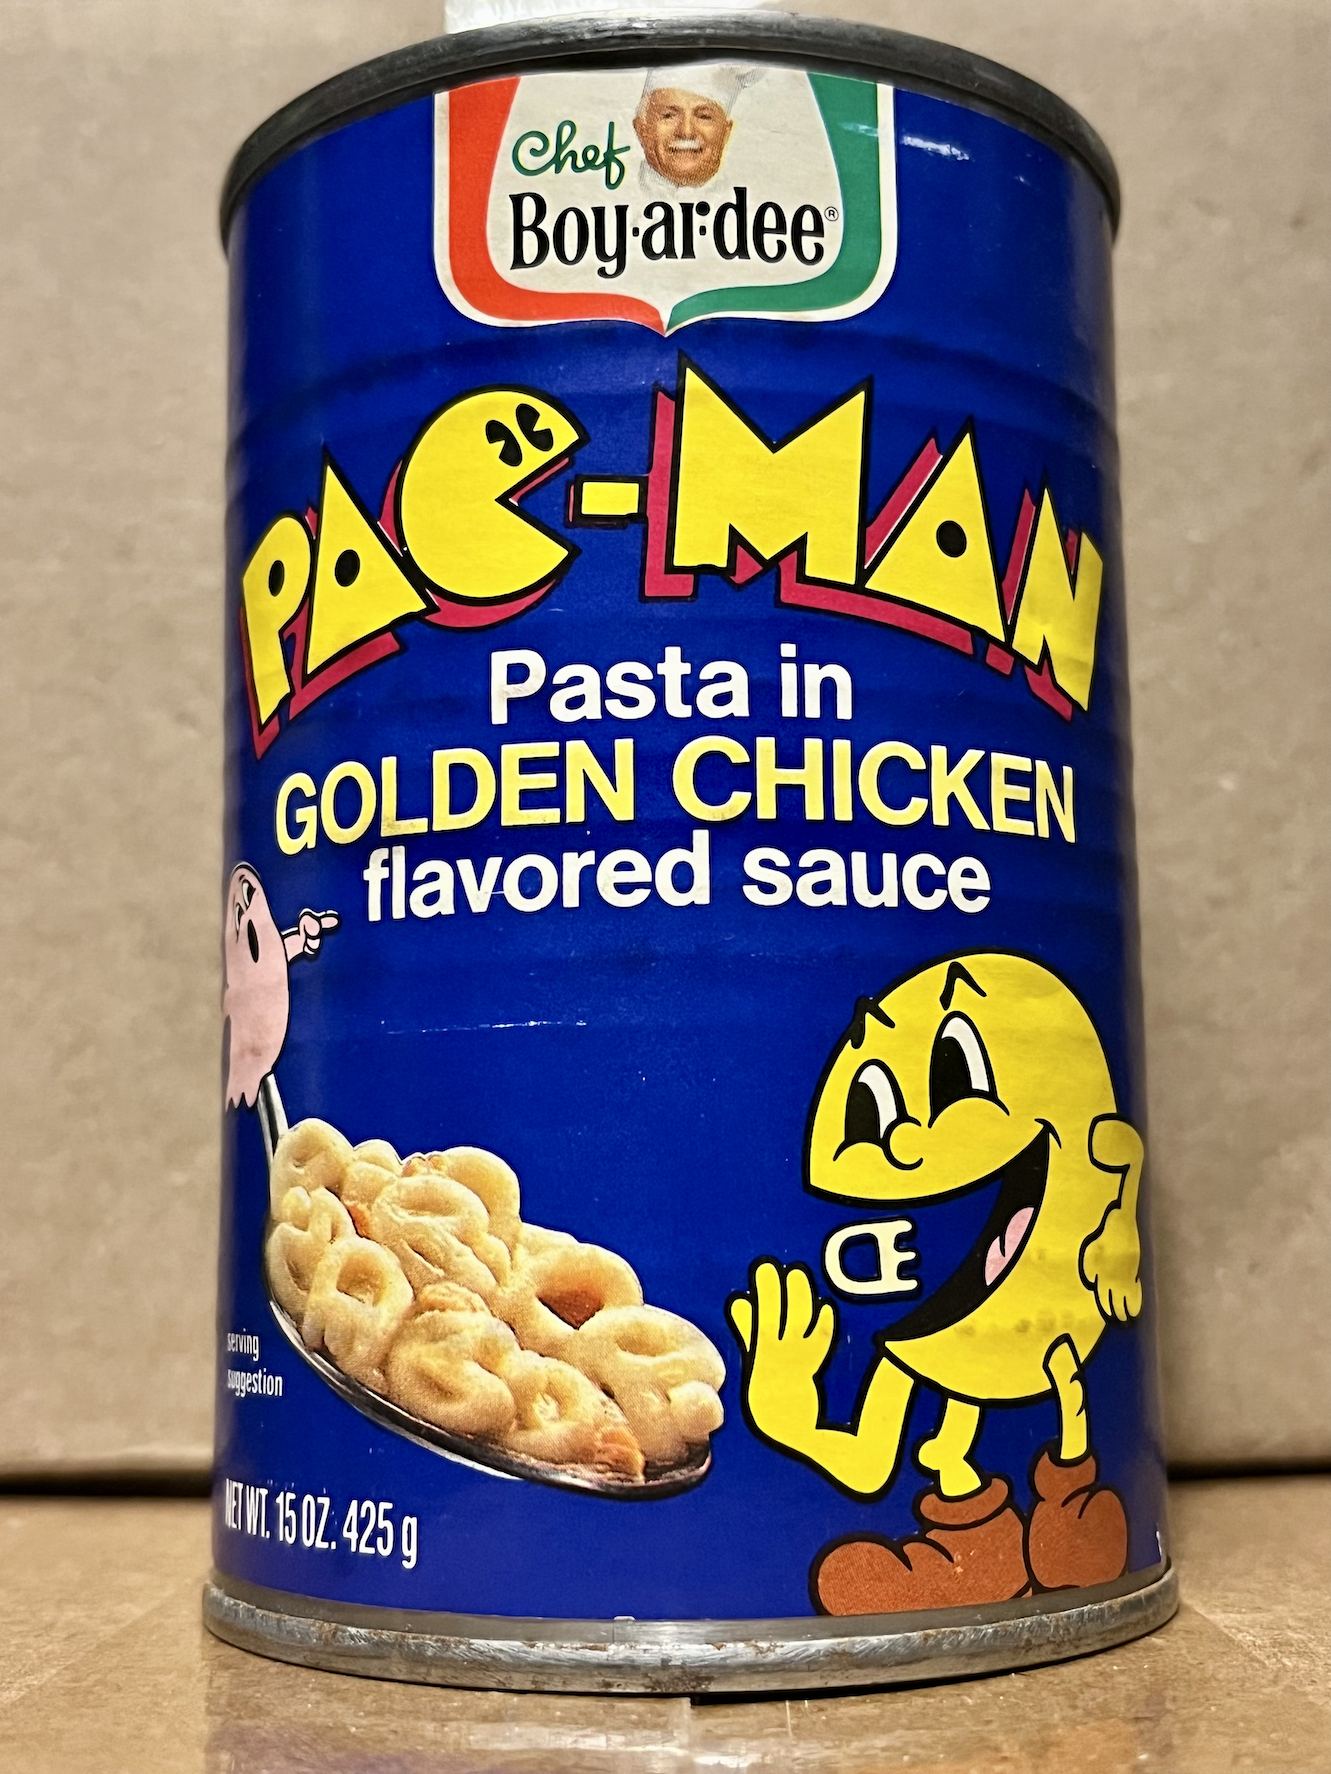 Chef
Boy·ar·dee®
PAC-MAN
Pasta in
GOLDEN CHICKEN
flavored sauce
serving
suggestion
NET WT. 15 OZ. 425 g